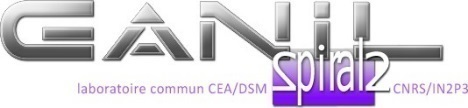 GANIL
Spiral2
laboratoire commun CEA/DSM CNRS/IN2P3